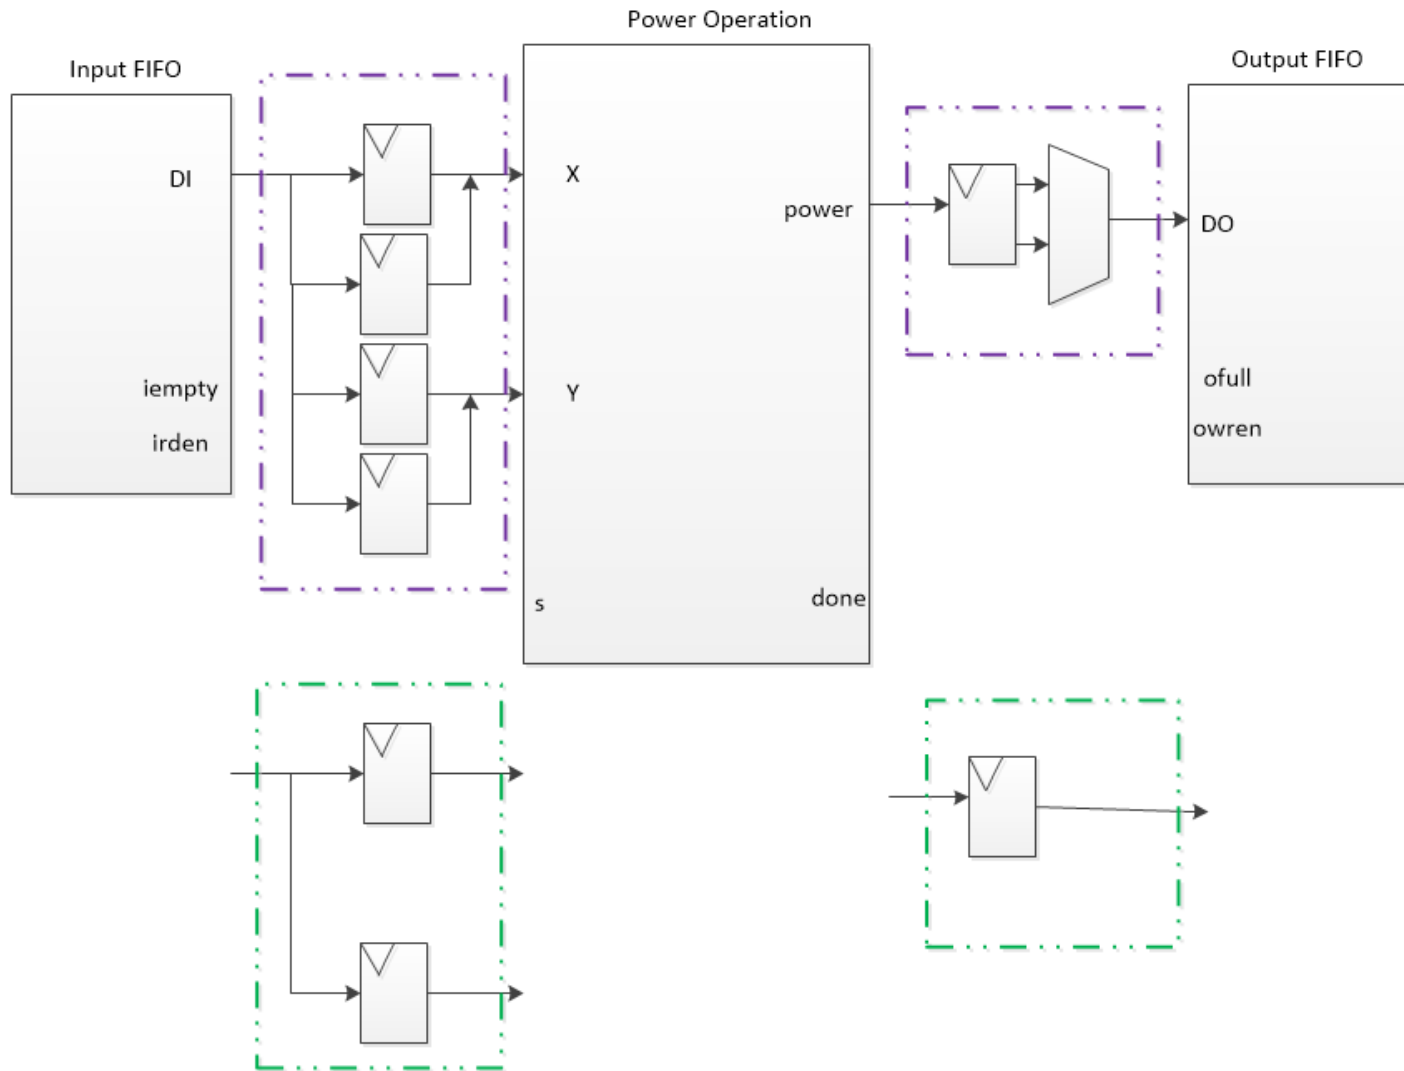 Power Operation
Input FIFO
Output FIFO
DI
X
power
DO
iempty
irden
Y
ofull
owren
s
done